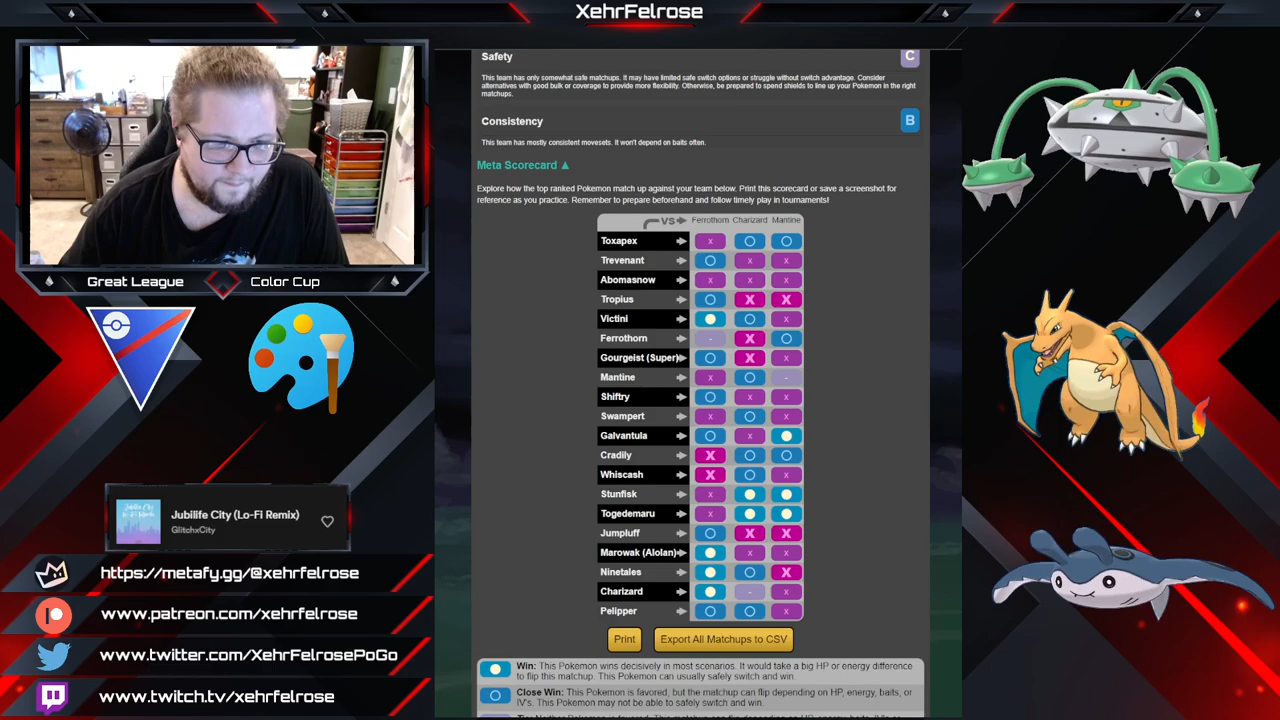 XehrFelrose
Safety
C
This team has only somewhat safe matchups. It may have limited safe switch options or struggle without switch advantage. Consider
alternatives with good bulk or coverage to provide more flexibility. Otherwise, be prepared to spend shields to line up your Pokemon in the right
matchups.
Consistency
B
This team has mostly consistent movesets. It won't depend on baits often.
Meta Scorecard ▲
Explore how the top ranked Pokemon match up against your team below. Print this scorecard or save a screenshot for
reference as you practice. Remember to prepare beforehand and follow timely play in tournaments!
VS Ferrothorn Charizard Mantine
Toxapex x O O
Trevenant O x x
Abomasnow x x x
Tropius O X X
Victini ● O x
Ferrothorn - X O
Gourgeist (Super) O X x
Mantine x O -
Shiftry O x x
Swampert x O x
Galvantula O x ●
Cradily X O O
Whiscash X O x
Stunfisk x ● ●
Togedemaru x ● ●
Jumpluff O X X
Marowak (Alolan) ● x x
Ninetales ● O X
Charizard ● - x
Pelipper O O x
Print Export All Matchups to CSV
Win: This Pokemon wins decisively in most scenarios. It would take a big HP or energy difference
to flip this matchup. This Pokemon can usually safely switch and win.
Close Win: This Pokemon is favored, but the matchup can flip depending on HP, energy, baits, or
IV's. This Pokemon may not be able to safely switch and win.
Great League Color Cup
Jubilife City (Lo-Fi Remix)
GlitchxCity
https://metafy.gg/@xehrfelrose
www.patreon.com/xehrfelrose
www.twitter.com/XehrFelrosePoGo
www.twitch.tv/xehrfelrose